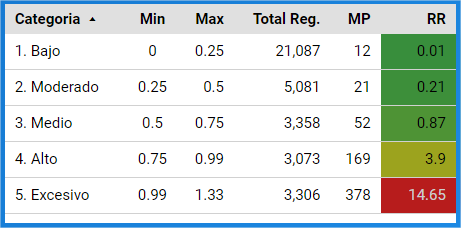 Categoria ▲ Min Max Total Reg. MP RR
1. Bajo 0 0.25 21,087 12 0.01
2. Moderado 0.25 0.5 5,081 21 0.21
3. Medio 0.5 0.75 3,358 52 0.87
4. Alto 0.75 0.99 3,073 169 3.9
5. Excesivo 0.99 1.33 3,306 378 14.65